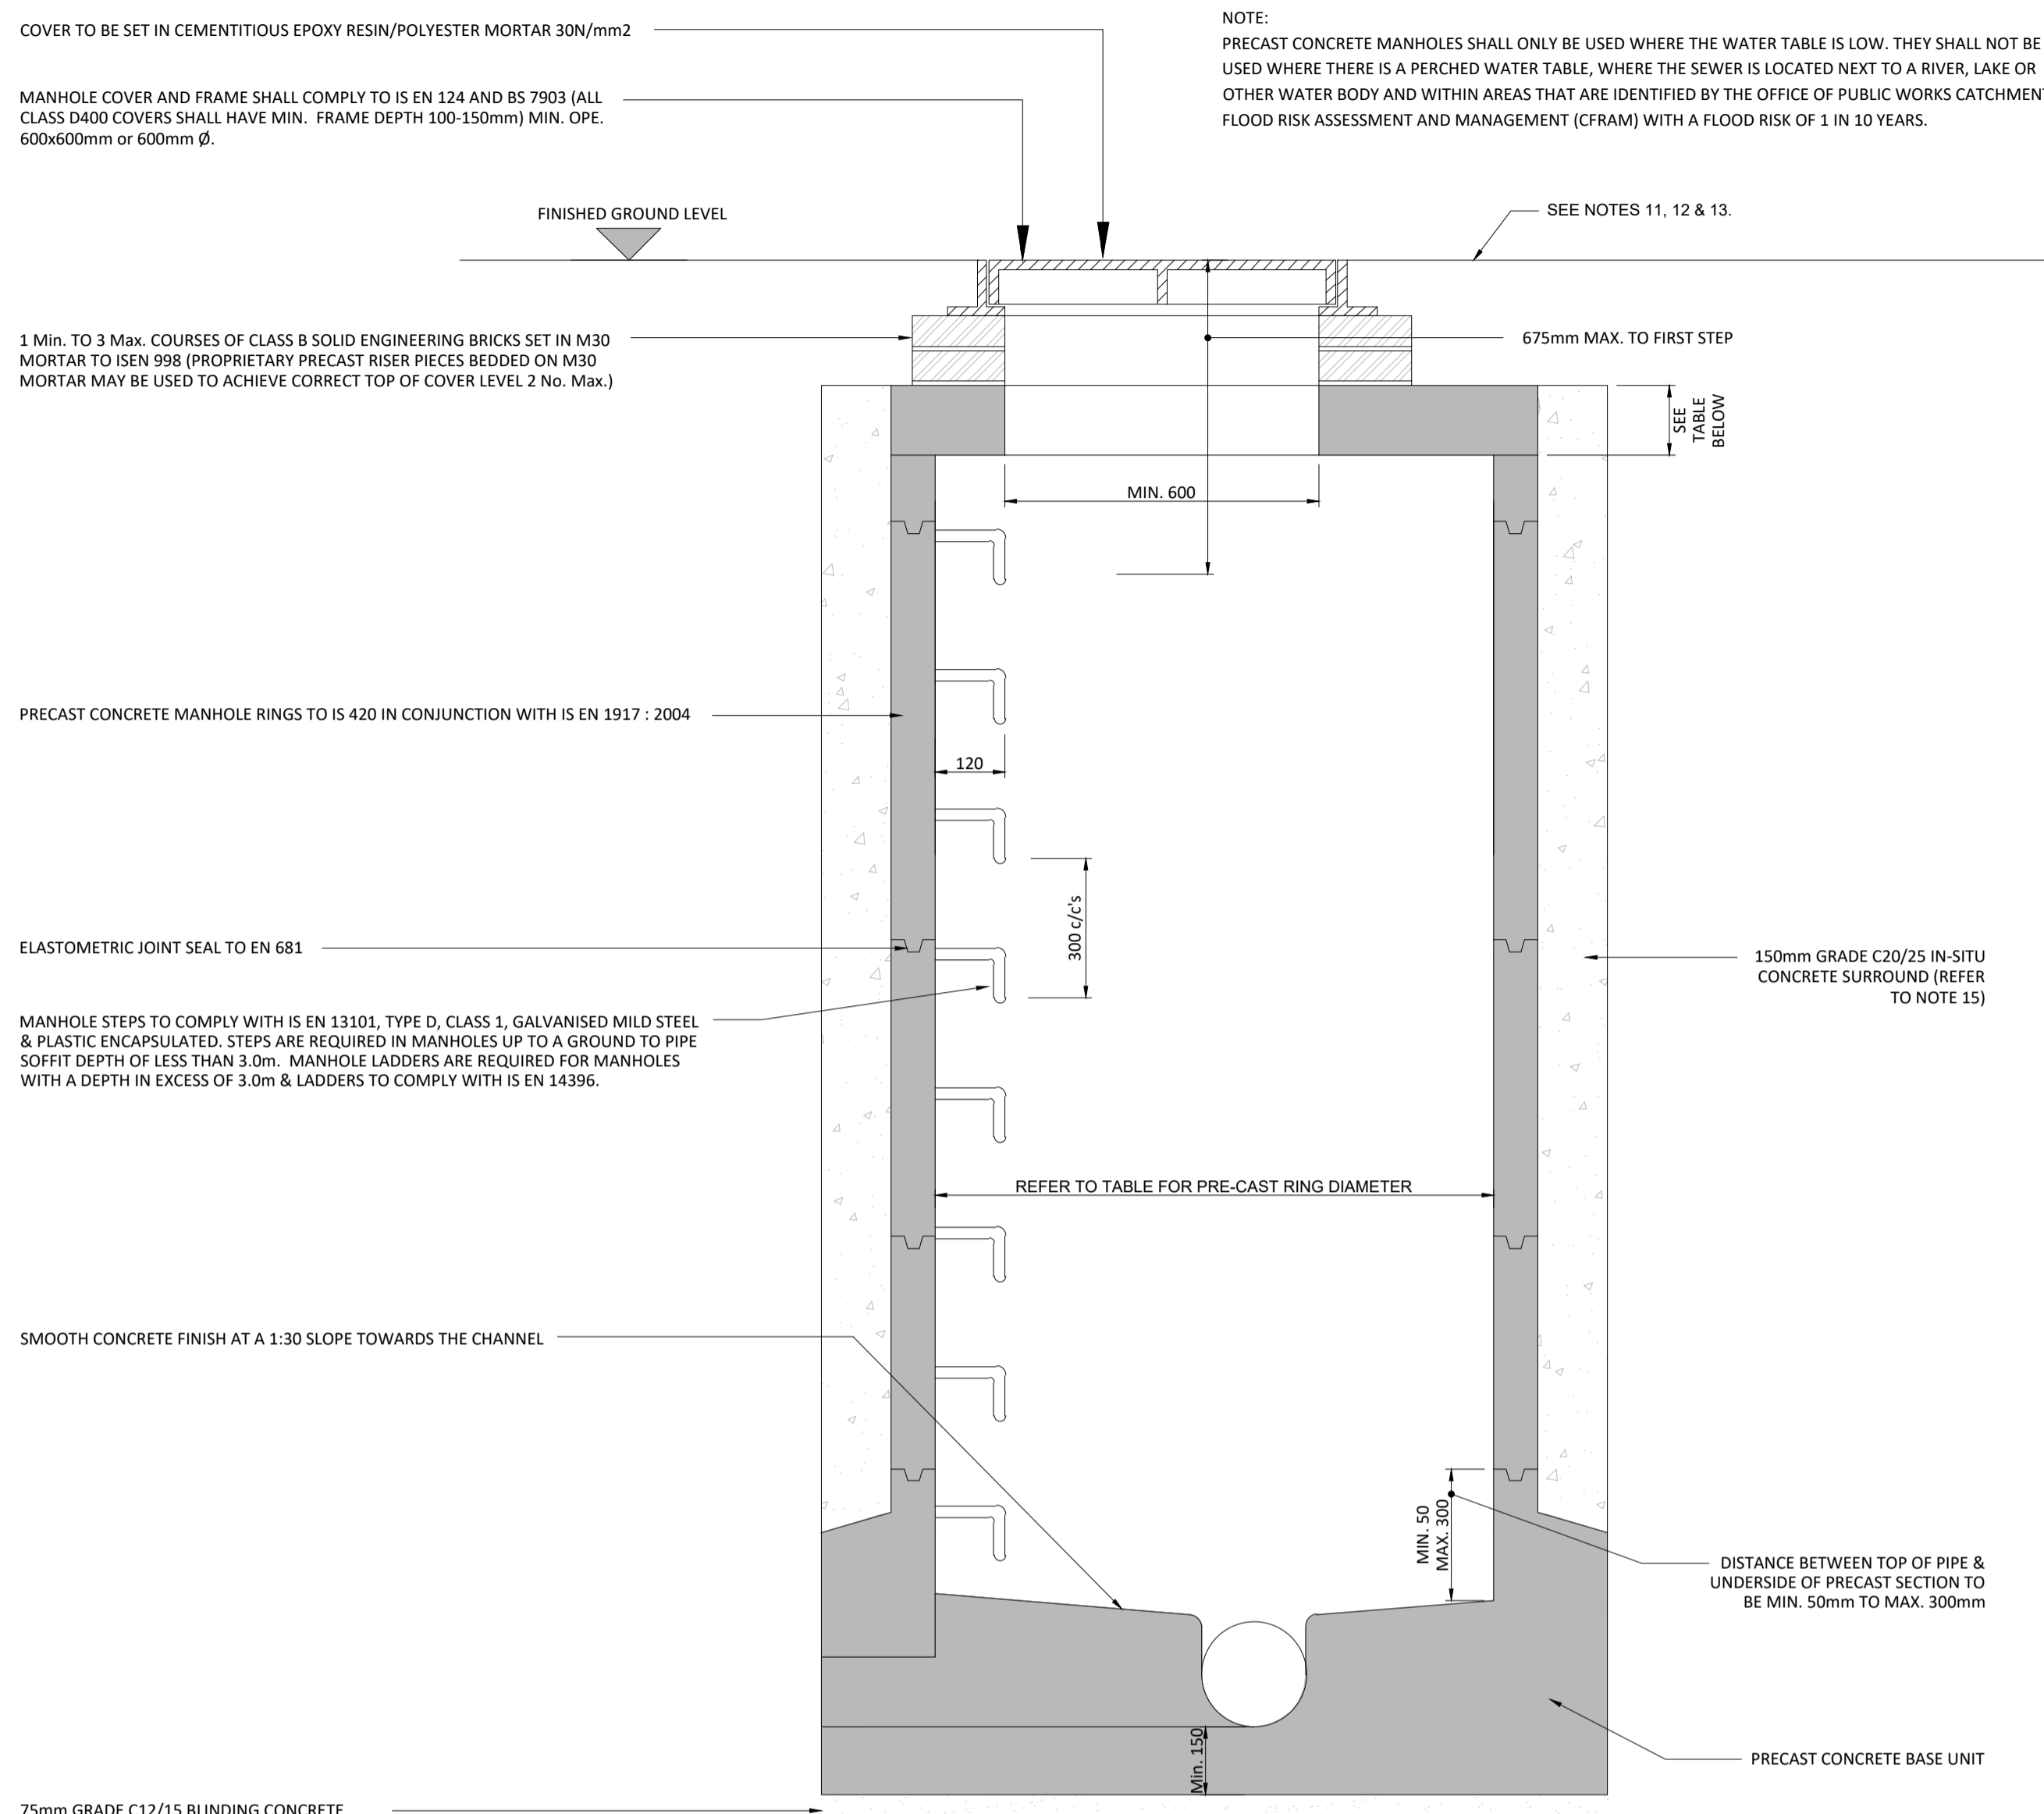 COVER TO BE SET IN CEMENTITIOUS EPOXY RESIN/POLYESTER MORTAR 30N/mm2
NOTE:
PRECAST CONCRETE MANHOLES SHALL ONLY BE USED WHERE THE WATER TABLE IS LOW. THEY SHALL NOT BE
USED WHERE THERE IS A PERCHED WATER TABLE, WHERE THE SEWER IS LOCATED NEXT TO A RIVER, LAKE OR
OTHER WATER BODY AND WITHIN AREAS THAT ARE IDENTIFIED BY THE OFFICE OF PUBLIC WORKS CATCHMENT
FLOOD RISK ASSESSMENT AND MANAGEMENT (CFRAM) WITH A FLOOD RISK OF 1 IN 10 YEARS.
MANHOLE COVER AND FRAME SHALL COMPLY TO IS EN 124 AND BS 7903 (ALL
CLASS D400 COVERS SHALL HAVE MIN. FRAME DEPTH 100-150mm) MIN. OPE.
600x600mm or 600mm Ø.
FINISHED GROUND LEVEL
SEE NOTES 11, 12 & 13.
1 Min. TO 3 Max. COURSES OF CLASS B SOLID ENGINEERING BRICKS SET IN M30
MORTAR TO ISEN 998 (PROPRIETARY PRECAST RISER PIECES BEDDED ON M30
MORTAR MAY BE USED TO ACHIEVE CORRECT TOP OF COVER LEVEL 2 No. Max.)
675mm MAX. TO FIRST STEP
SEE
TABLE
BELOW
MIN. 600
PRECAST CONCRETE MANHOLE RINGS TO IS 420 IN CONJUNCTION WITH IS EN 1917 : 2004
120
300 c/c's
ELASTOMETRIC JOINT SEAL TO EN 681
150mm GRADE C20/25 IN-SITU
CONCRETE SURROUND (REFER
TO NOTE 15)
MANHOLE STEPS TO COMPLY WITH IS EN 13101, TYPE D, CLASS 1, GALVANISED MILD STEEL
& PLASTIC ENCAPSULATED. STEPS ARE REQUIRED IN MANHOLES UP TO A GROUND TO PIPE
SOFFIT DEPTH OF LESS THAN 3.0m. MANHOLE LADDERS ARE REQUIRED FOR MANHOLES
WITH A DEPTH IN EXCESS OF 3.0m & LADDERS TO COMPLY WITH IS EN 14396.
REFER TO TABLE FOR PRE-CAST RING DIAMETER
SMOOTH CONCRETE FINISH AT A 1:30 SLOPE TOWARDS THE CHANNEL
MIN. 50
MAX. 300
DISTANCE BETWEEN TOP OF PIPE &
UNDERSIDE OF PRECAST SECTION TO
BE MIN. 50mm TO MAX. 300mm
Min. 150
PRECAST CONCRETE BASE UNIT
75mm GRADE C12/15 BLINDING CONCRETE